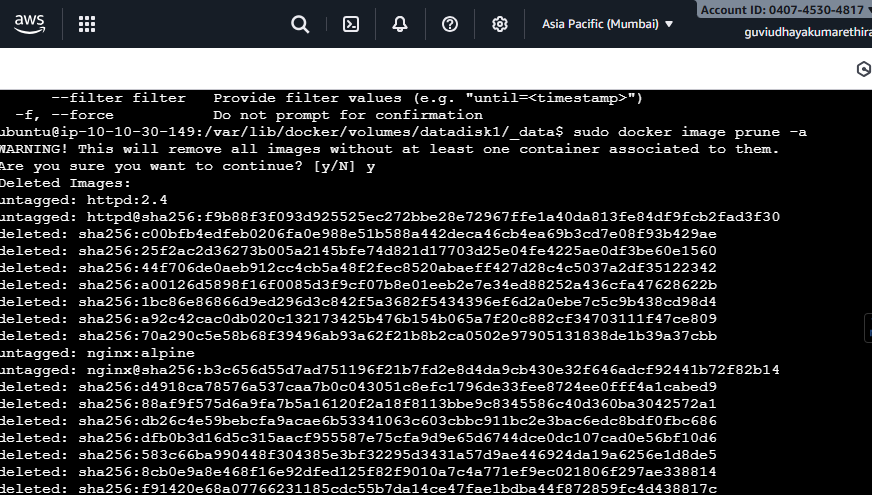 aws
Asia Pacific (Mumbai)
Account ID: 0407-4530-4817
guviudhayakumarethira
--filter filter   Provide filter values (e.g. "until=<timestamp>")
-f, --force           Do not prompt for confirmation
ubuntu@ip-10-10-30-149:/var/lib/docker/volumes/datadisk1/_data$ sudo docker image prune -a
WARNING! This will remove all images without at least one container associated to them.
Are you sure you want to continue? [y/N] y
Deleted Images:
untagged: httpd:2.4
untagged: httpd@sha256:f9b88f3f093d925525ec272bbe28e72967ffe1a40da813fe84df9fcb2fad3f30
deleted: sha256:c00bfb4edfeb0206fa0e988e51b588a442deca46cb4ea69b3cd7e08f93b429ae
deleted: sha256:25f2ac2d36273b005a2145bfe74d821d17703d25e04fe4225ae0df3be60e1560
deleted: sha256:44f706de0aeb912cc4cb5a48f2fec8520abaeff427d28c4c5037a2df35122342
deleted: sha256:a00126d5898f16f0085d3f9cf07b8e01eeb2e7e34ed88252a436cfa47628622b
deleted: sha256:1bc86e86866d9ed296d3c842f5a3682f5434396ef6d2a0ebe7c5c9b438cd98d4
deleted: sha256:a92c42cac0db020c132173425b476b154b065a7f20c882cf34703111f47ce809
deleted: sha256:70a290c5e58b68f39496ab93a62f21b8b2ca0502e97905131838de1b39a37cbb
untagged: nginx:alpine
untagged: nginx@sha256:b3c656d55d7ad751196f21b7fd2e8d4da9cb430e32f646adcf92441b72f82b14
deleted: sha256:d4918ca78576a537caa7b0c043051c8efc1796de33fee8724ee0fff4a1cabed9
deleted: sha256:88af9f575d6a9fa7b5a16120f2a18f8113bbe9c8345586c40d360ba3042572a1
deleted: sha256:db26c4e59bebcfa9acae6b53341063c603cbbc911bc2e3bac6edc8bdf0fbc686
deleted: sha256:dfb0b3d16d5c315aacf955587e75cfa9d9e65d6744dce0dc107cad0e56bf10d6
deleted: sha256:583c66ba990448f304385e3bf32295d3431a57d9ae446924da19a6256e1d8de5
deleted: sha256:8cb0e9a8e468f16e92dfed125f82f9010a7c4a771ef9ec021806f297ae338814
deleted: sha256:f91420e68a07766231185cdc55b7da14ce47fae1bdba44f872859fc4d438817c